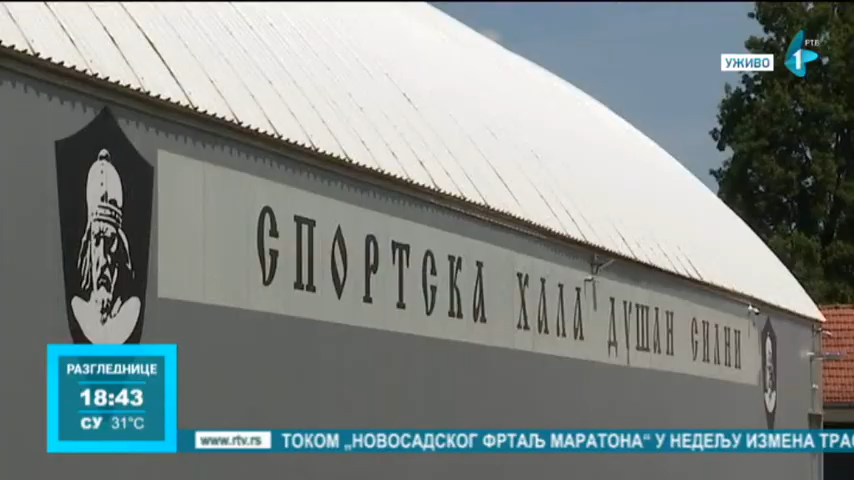 РТВ
1
УЖИВО
СПОРТСКА ХАЛА ДУШАН СИЛНИ
РАЗГЛЕДНИЦЕ
18:43
СУ 31°C
www.rtv.rs
ТОКОМ „НОВОСАДСКОГ ФРТАЉ МАРАТОНА“ У НЕДЕЉУ ИЗМЕНА